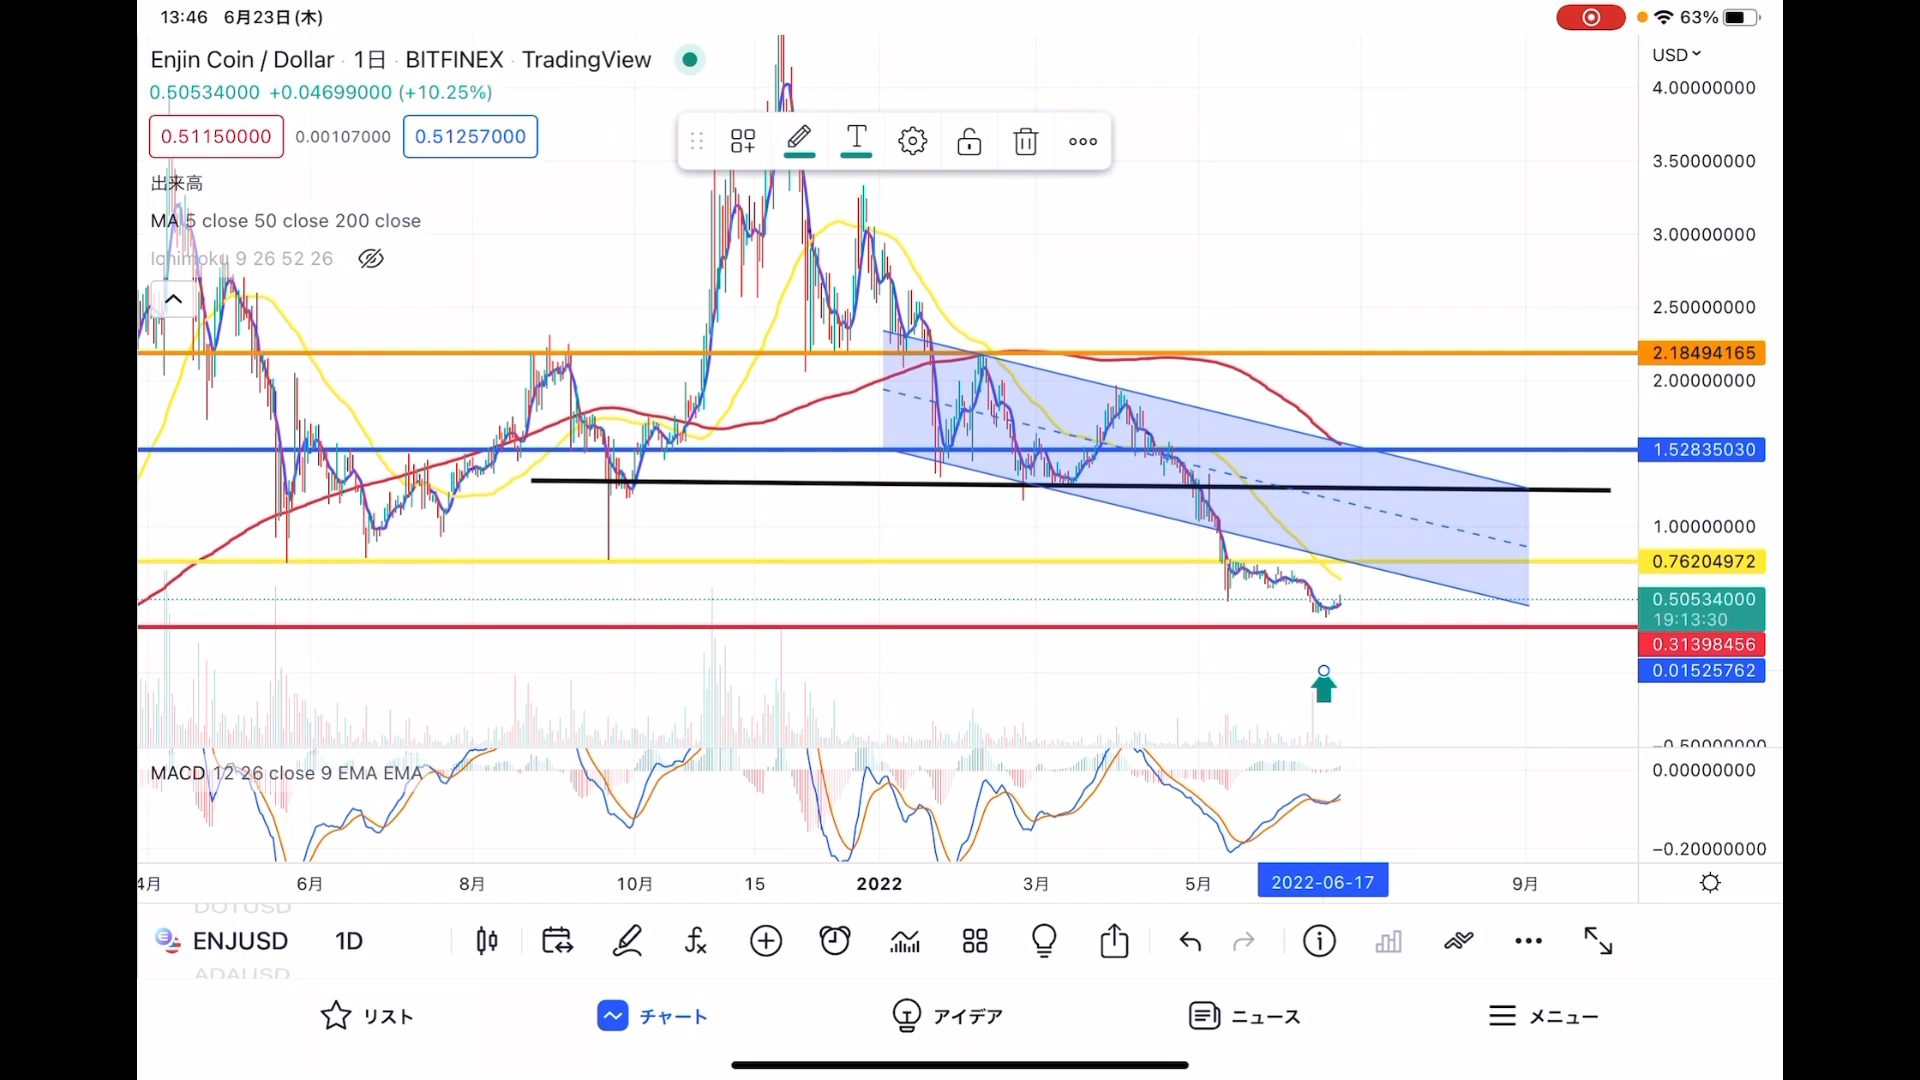 13:46 6月23日(木)
63%
Enjin Coin / Dollar · 1日 · BITFINEX · TradingView
USD
0.50534000 +0.04699000 (+10.25%)
4.00000000
0.51150000 0.00107000 0.51257000
T
3.50000000
出来高
MA 5 close 50 close 200 close
3.00000000
Ichimoku 9 26 52 26
2.50000000
2.18494165
2.00000000
1.52835030
1.00000000
0.76204972
0.50534000
19:13:30
0.31398456
0.01525762
−0.50000000
MACD 12 26 close 9 EMA EMA
0.00000000
−0.20000000
4月 6月 8月 10月 15 2022 3月 5月 2022-06-17 9月
DOTUSD
ENJUSD 1D
ADAUSD
リスト チャート アイデア ニュース メニュー